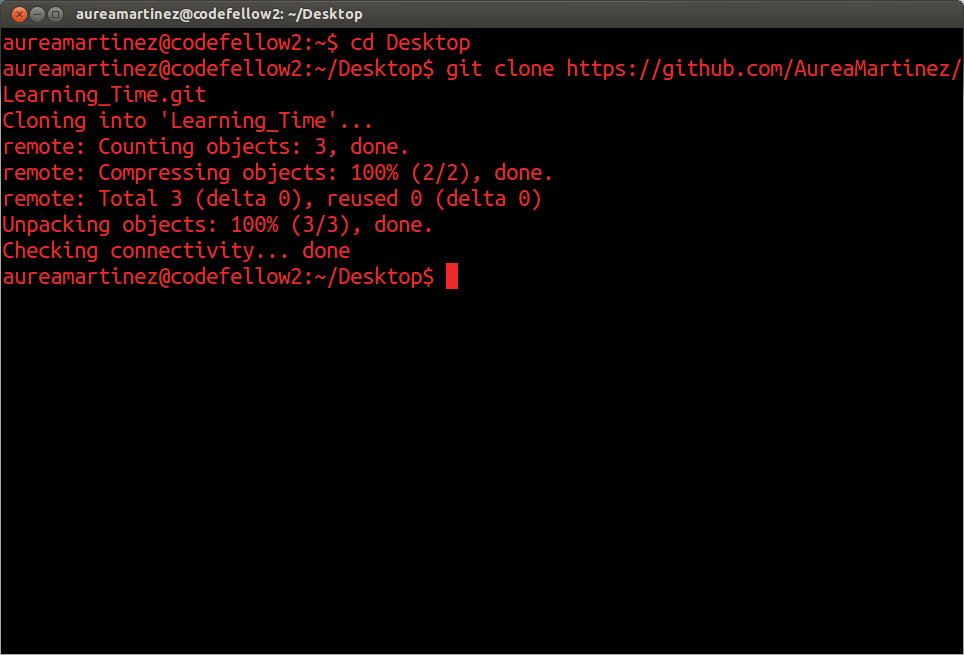 aureamartinez@codefellow2: ~/Desktop
aureamartinez@codefellow2:~$ cd Desktop
aureamartinez@codefellow2:~/Desktop$ git clone https://github.com/AureaMartinez/
Learning_Time.git
Cloning into 'Learning_Time'...
remote: Counting objects: 3, done.
remote: Compressing objects: 100% (2/2), done.
remote: Total 3 (delta 0), reused 0 (delta 0)
Unpacking objects: 100% (3/3), done.
Checking connectivity... done
aureamartinez@codefellow2:~/Desktop$